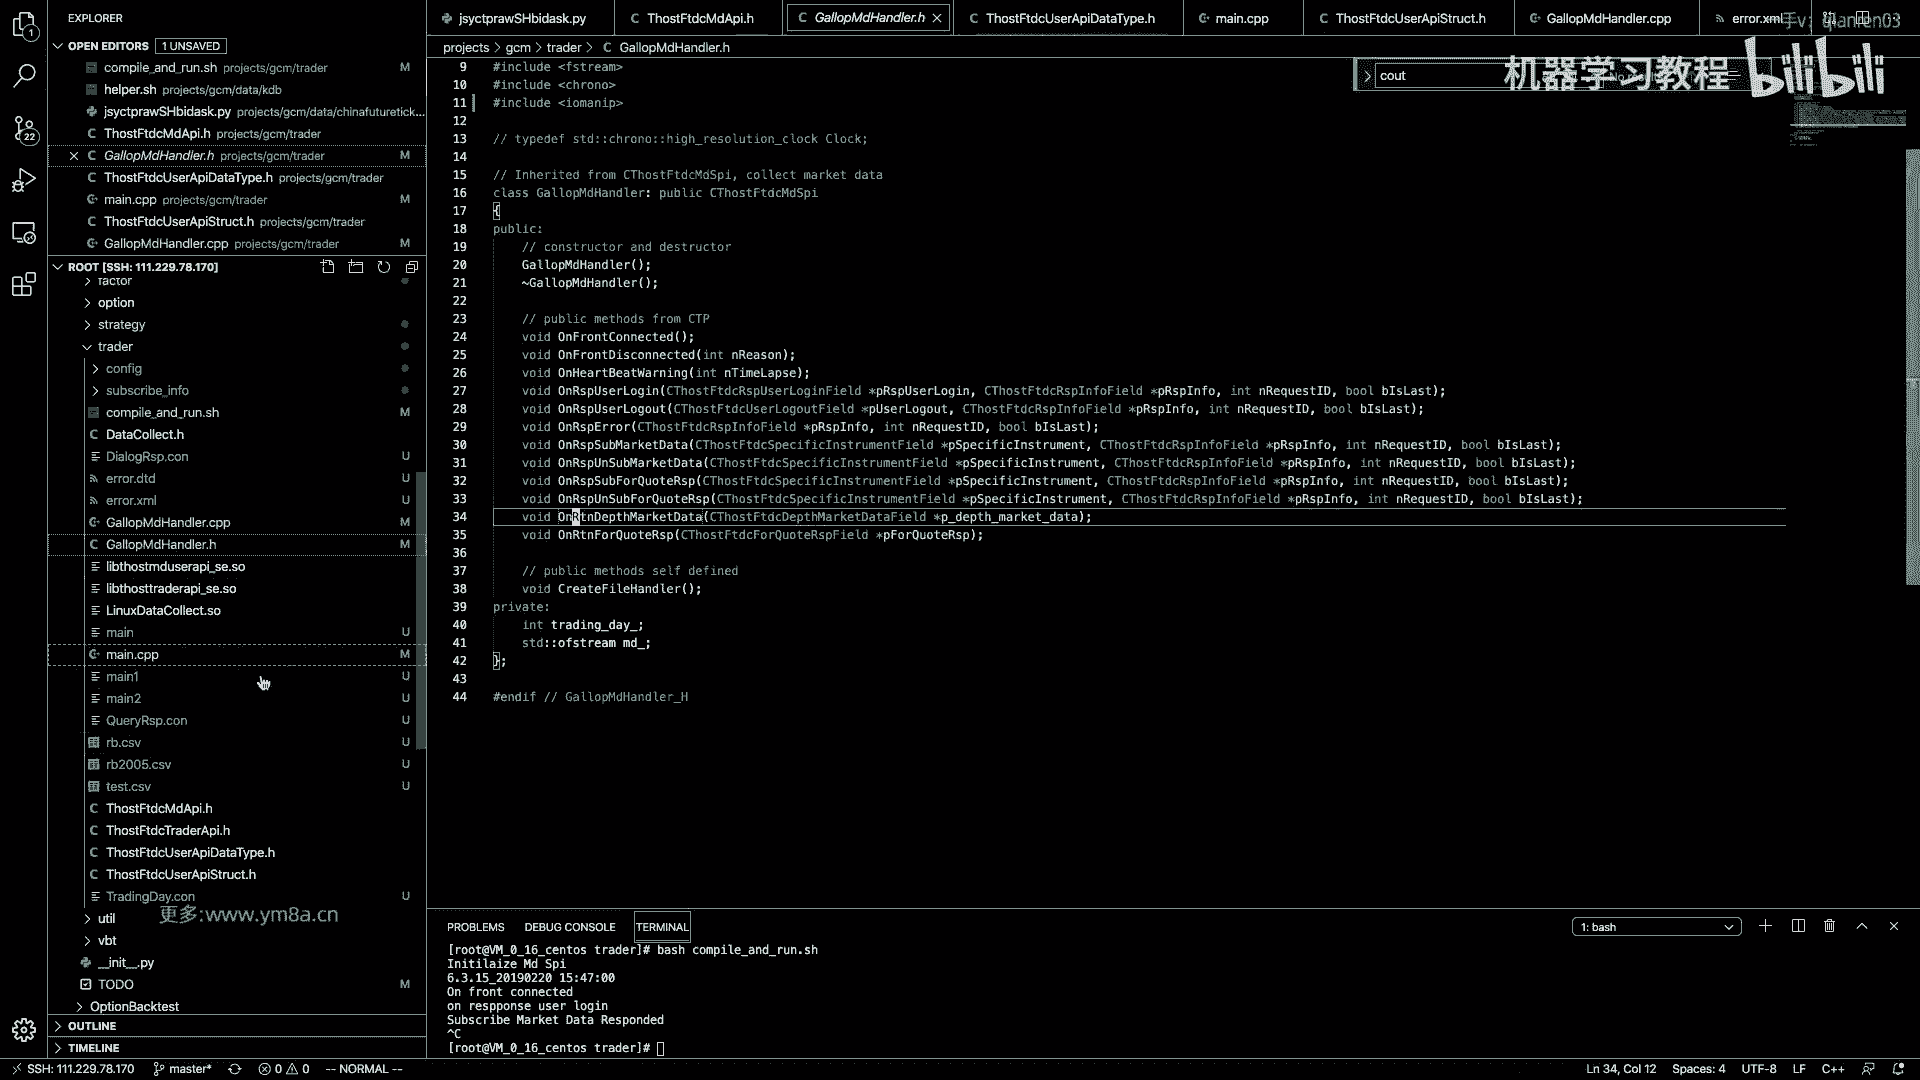 EXPLORER
OPEN EDITORS 1 UNSAVED
compile_and_run.sh projects/gcm/trader M
helper.sh projects/gcm/data/kdb
jsyctprawSHbidask.py projects/gcm/data/chinafuturetick...
ThostFtdcMdApi.h projects/gcm/trader
GallopMdHandler.h projects/gcm/trader M
ThostFtdcUserApiDataType.h projects/gcm/trader
main.cpp projects/gcm/trader M
ThostFtdcUserApiStruct.h projects/gcm/trader
GallopMdHandler.cpp projects/gcm/trader M
ROOT [SSH: 111.229.78.170]
factor
option
strategy
trader
config
subscribe_info
compile_and_run.sh M
DataCollect.h
DialogRsp.con U
error.dtd U
error.xml U
GallopMdHandler.cpp M
GallopMdHandler.h M
libthostmduserapi_se.so
libthosttraderapi_se.so
LinuxDataCollect.so
main U
main.cpp M
main1 U
main2 U
QueryRsp.con U
rb.csv U
rb2005.csv U
test.csv U
ThostFtdcMdApi.h
ThostFtdcTraderApi.h
ThostFtdcUserApiDataType.h
ThostFtdcUserApiStruct.h
TradingDay.con U
util
更多:www.ym8a.cn
vbt
__init__.py
TODO M
OptionBacktest
OUTLINE
TIMELINE
jsyctprawSHbidask.py ThostFtdcMdApi.h GallopMdHandler.h ThostFtdcUserApiDataType.h main.cpp ThostFtdcUserApiStruct.h GallopMdHandler.cpp error.xml
projects > gcm > trader > GallopMdHandler.h
cout
机器学习教程 bilibili
9 #include <fstream>
10 #include <chrono>
11 #include <iomanip>
12
13 // typedef std::chrono::high_resolution_clock Clock;
14
15 // Inherited from CThostFtdcMdSpi, collect market data
16 class GallopMdHandler: public CThostFtdcMdSpi
17 {
18 public:
19 // constructor and destructor
20 GallopMdHandler();
21 ~GallopMdHandler();
22
23 // public methods from CTP
24 void OnFrontConnected();
25 void OnFrontDisconnected(int nReason);
26 void OnHeartBeatWarning(int nTimeLapse);
27 void OnRspUserLogin(CThostFtdcRspUserLoginField *pRspUserLogin, CThostFtdcRspInfoField *pRspInfo, int nRequestID, bool bIsLast);
28 void OnRspUserLogout(CThostFtdcUserLogoutField *pUserLogout, CThostFtdcRspInfoField *pRspInfo, int nRequestID, bool bIsLast);
29 void OnRspError(CThostFtdcRspInfoField *pRspInfo, int nRequestID, bool bIsLast);
30 void OnRspSubMarketData(CThostFtdcSpecificInstrumentField *pSpecificInstrument, CThostFtdcRspInfoField *pRspInfo, int nRequestID, bool bIsLast);
31 void OnRspUnSubMarketData(CThostFtdcSpecificInstrumentField *pSpecificInstrument, CThostFtdcRspInfoField *pRspInfo, int nRequestID, bool bIsLast);
32 void OnRspSubForQuoteRsp(CThostFtdcSpecificInstrumentField *pSpecificInstrument, CThostFtdcRspInfoField *pRspInfo, int nRequestID, bool bIsLast);
33 void OnRspUnSubForQuoteRsp(CThostFtdcSpecificInstrumentField *pSpecificInstrument, CThostFtdcRspInfoField *pRspInfo, int nRequestID, bool bIsLast);
34 void OnRtnDepthMarketData(CThostFtdcDepthMarketDataField *p_depth_market_data);
35 void OnRtnForQuoteRsp(CThostFtdcForQuoteRspField *pForQuoteRsp);
36
37 // public methods self defined
38 void CreateFileHandler();
39 private:
40 int trading_day_;
41 std::ofstream md_;
42 };
43
44 #endif // GallopMdHandler_H
PROBLEMS DEBUG CONSOLE TERMINAL 1: bash
[root@VM_0_16_centos trader]# bash compile_and_run.sh
Initilaize Md Spi
6.3.15_20190220 15:47:00
On front connected
on respponse user login
Subscribe Market Data Responded
^C
[root@VM_0_16_centos trader]#
SSH: 111.229.78.170 master* 0 0 -- NORMAL -- Ln 34, Col 12 Spaces: 4 UTF-8 LF C++